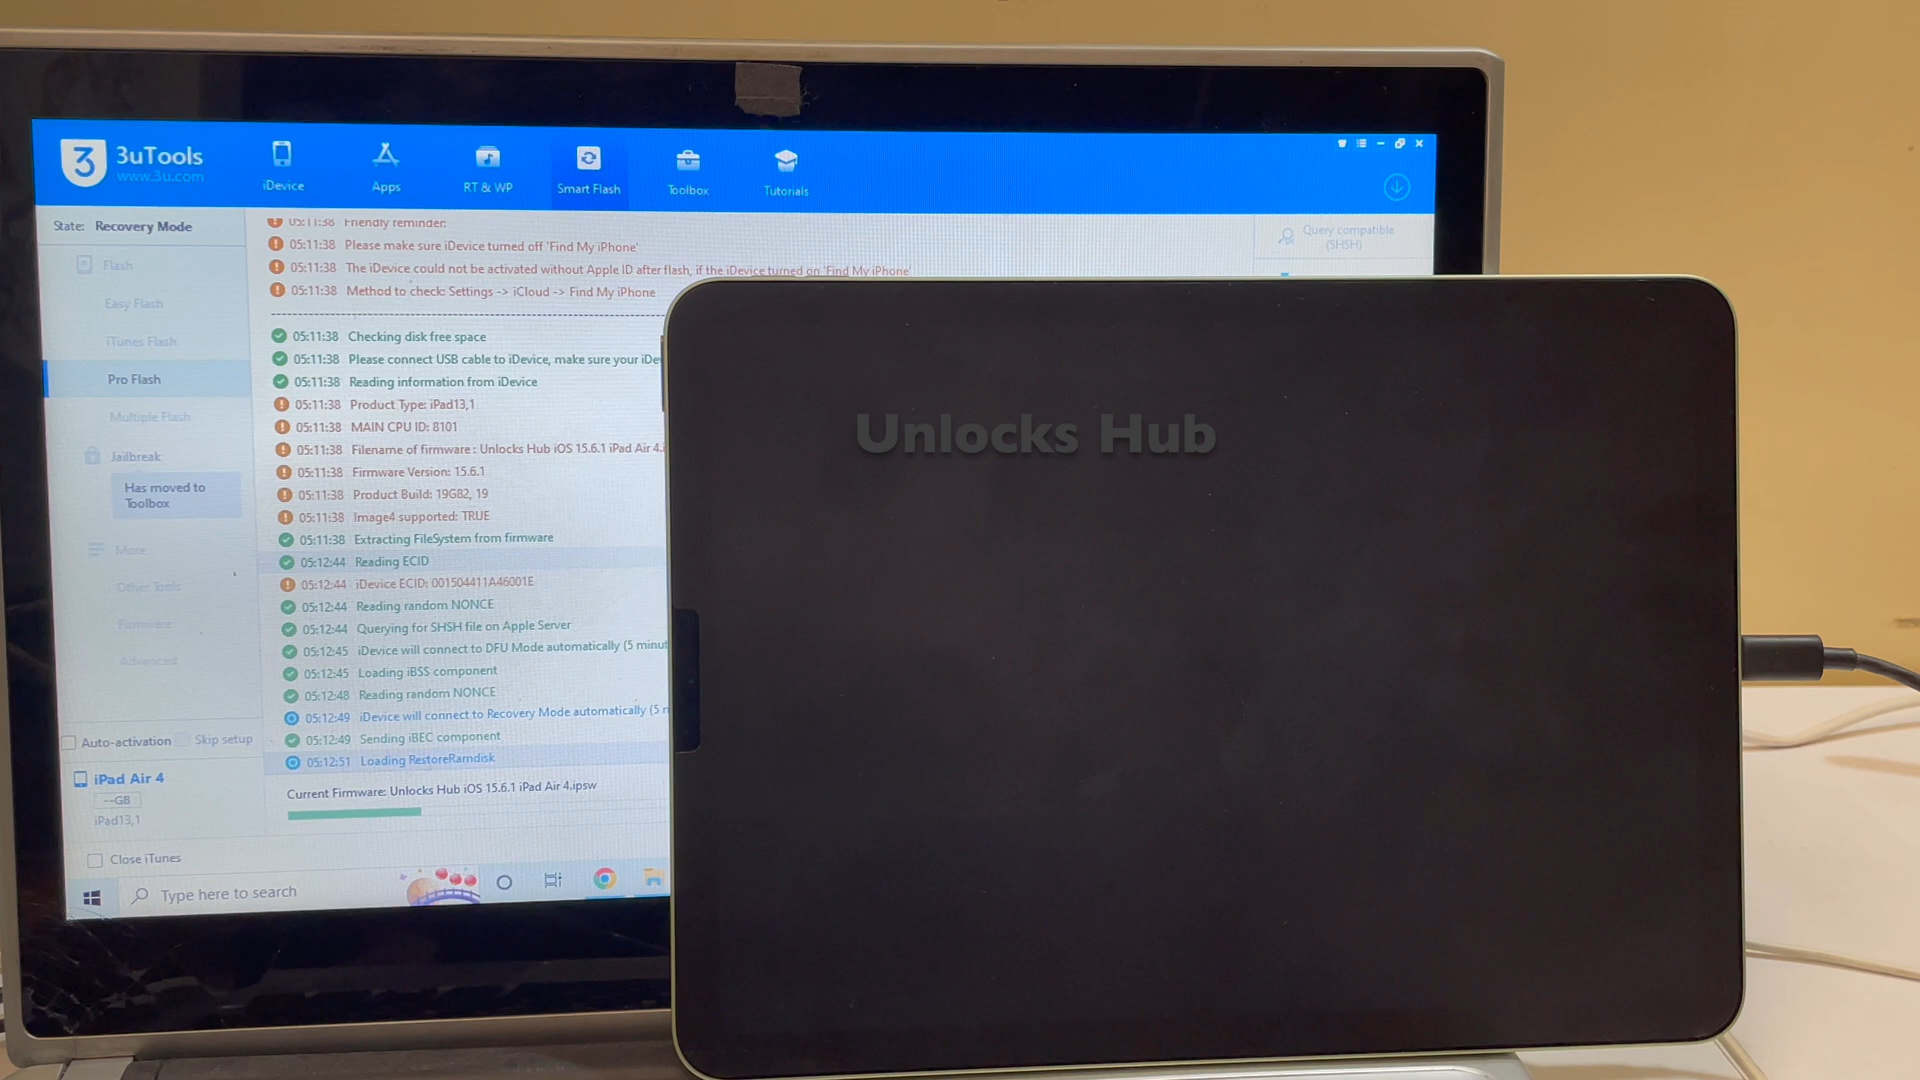 3 3uTools
www.3u.com
iDevice
Apps
RT & WP
Smart Flash
Toolbox
Tutorials
State: Recovery Mode
Flash
Easy Flash
iTunes Flash
Pro Flash
Multiple Flash
Jailbreak
Has moved to
Toolbox
More
Other Tools
Firmware
Advanced
Auto-activation Skip setup
iPad Air 4
--GB
iPad13,1
Close iTunes
05:11:38 Friendly reminder:
05:11:38 Please make sure iDevice turned off 'Find My iPhone'
05:11:38 The iDevice could not be activated without Apple ID after flash, if the iDevice turned on 'Find My iPhone'
05:11:38 Method to check: Settings -> iCloud -> Find My iPhone
05:11:38 Checking disk free space
05:11:38 Please connect USB cable to iDevice, make sure your iDe
05:11:38 Reading information from iDevice
05:11:38 Product Type: iPad13,1
05:11:38 MAIN CPU ID: 8101
05:11:38 Filename of firmware : Unlocks Hub iOS 15.6.1 iPad Air 4.i
05:11:38 Firmware Version: 15.6.1
05:11:38 Product Build: 19G82, 19
05:11:38 Image4 supported: TRUE
05:11:38 Extracting FileSystem from firmware
05:12:44 Reading ECID
05:12:44 iDevice ECID: 001504411A46001E
05:12:44 Reading random NONCE
05:12:44 Querying for SHSH file on Apple Server
05:12:45 iDevice will connect to DFU Mode automatically (5 minut
05:12:45 Loading iBSS component
05:12:48 Reading random NONCE
05:12:49 iDevice will connect to Recovery Mode automatically (5 n
05:12:49 Sending iBEC component
05:12:51 Loading RestoreRamdisk
Current Firmware: Unlocks Hub iOS 15.6.1 iPad Air 4.ipsw
Query compatible
(SHSH)
Type here to search
Unlocks Hub